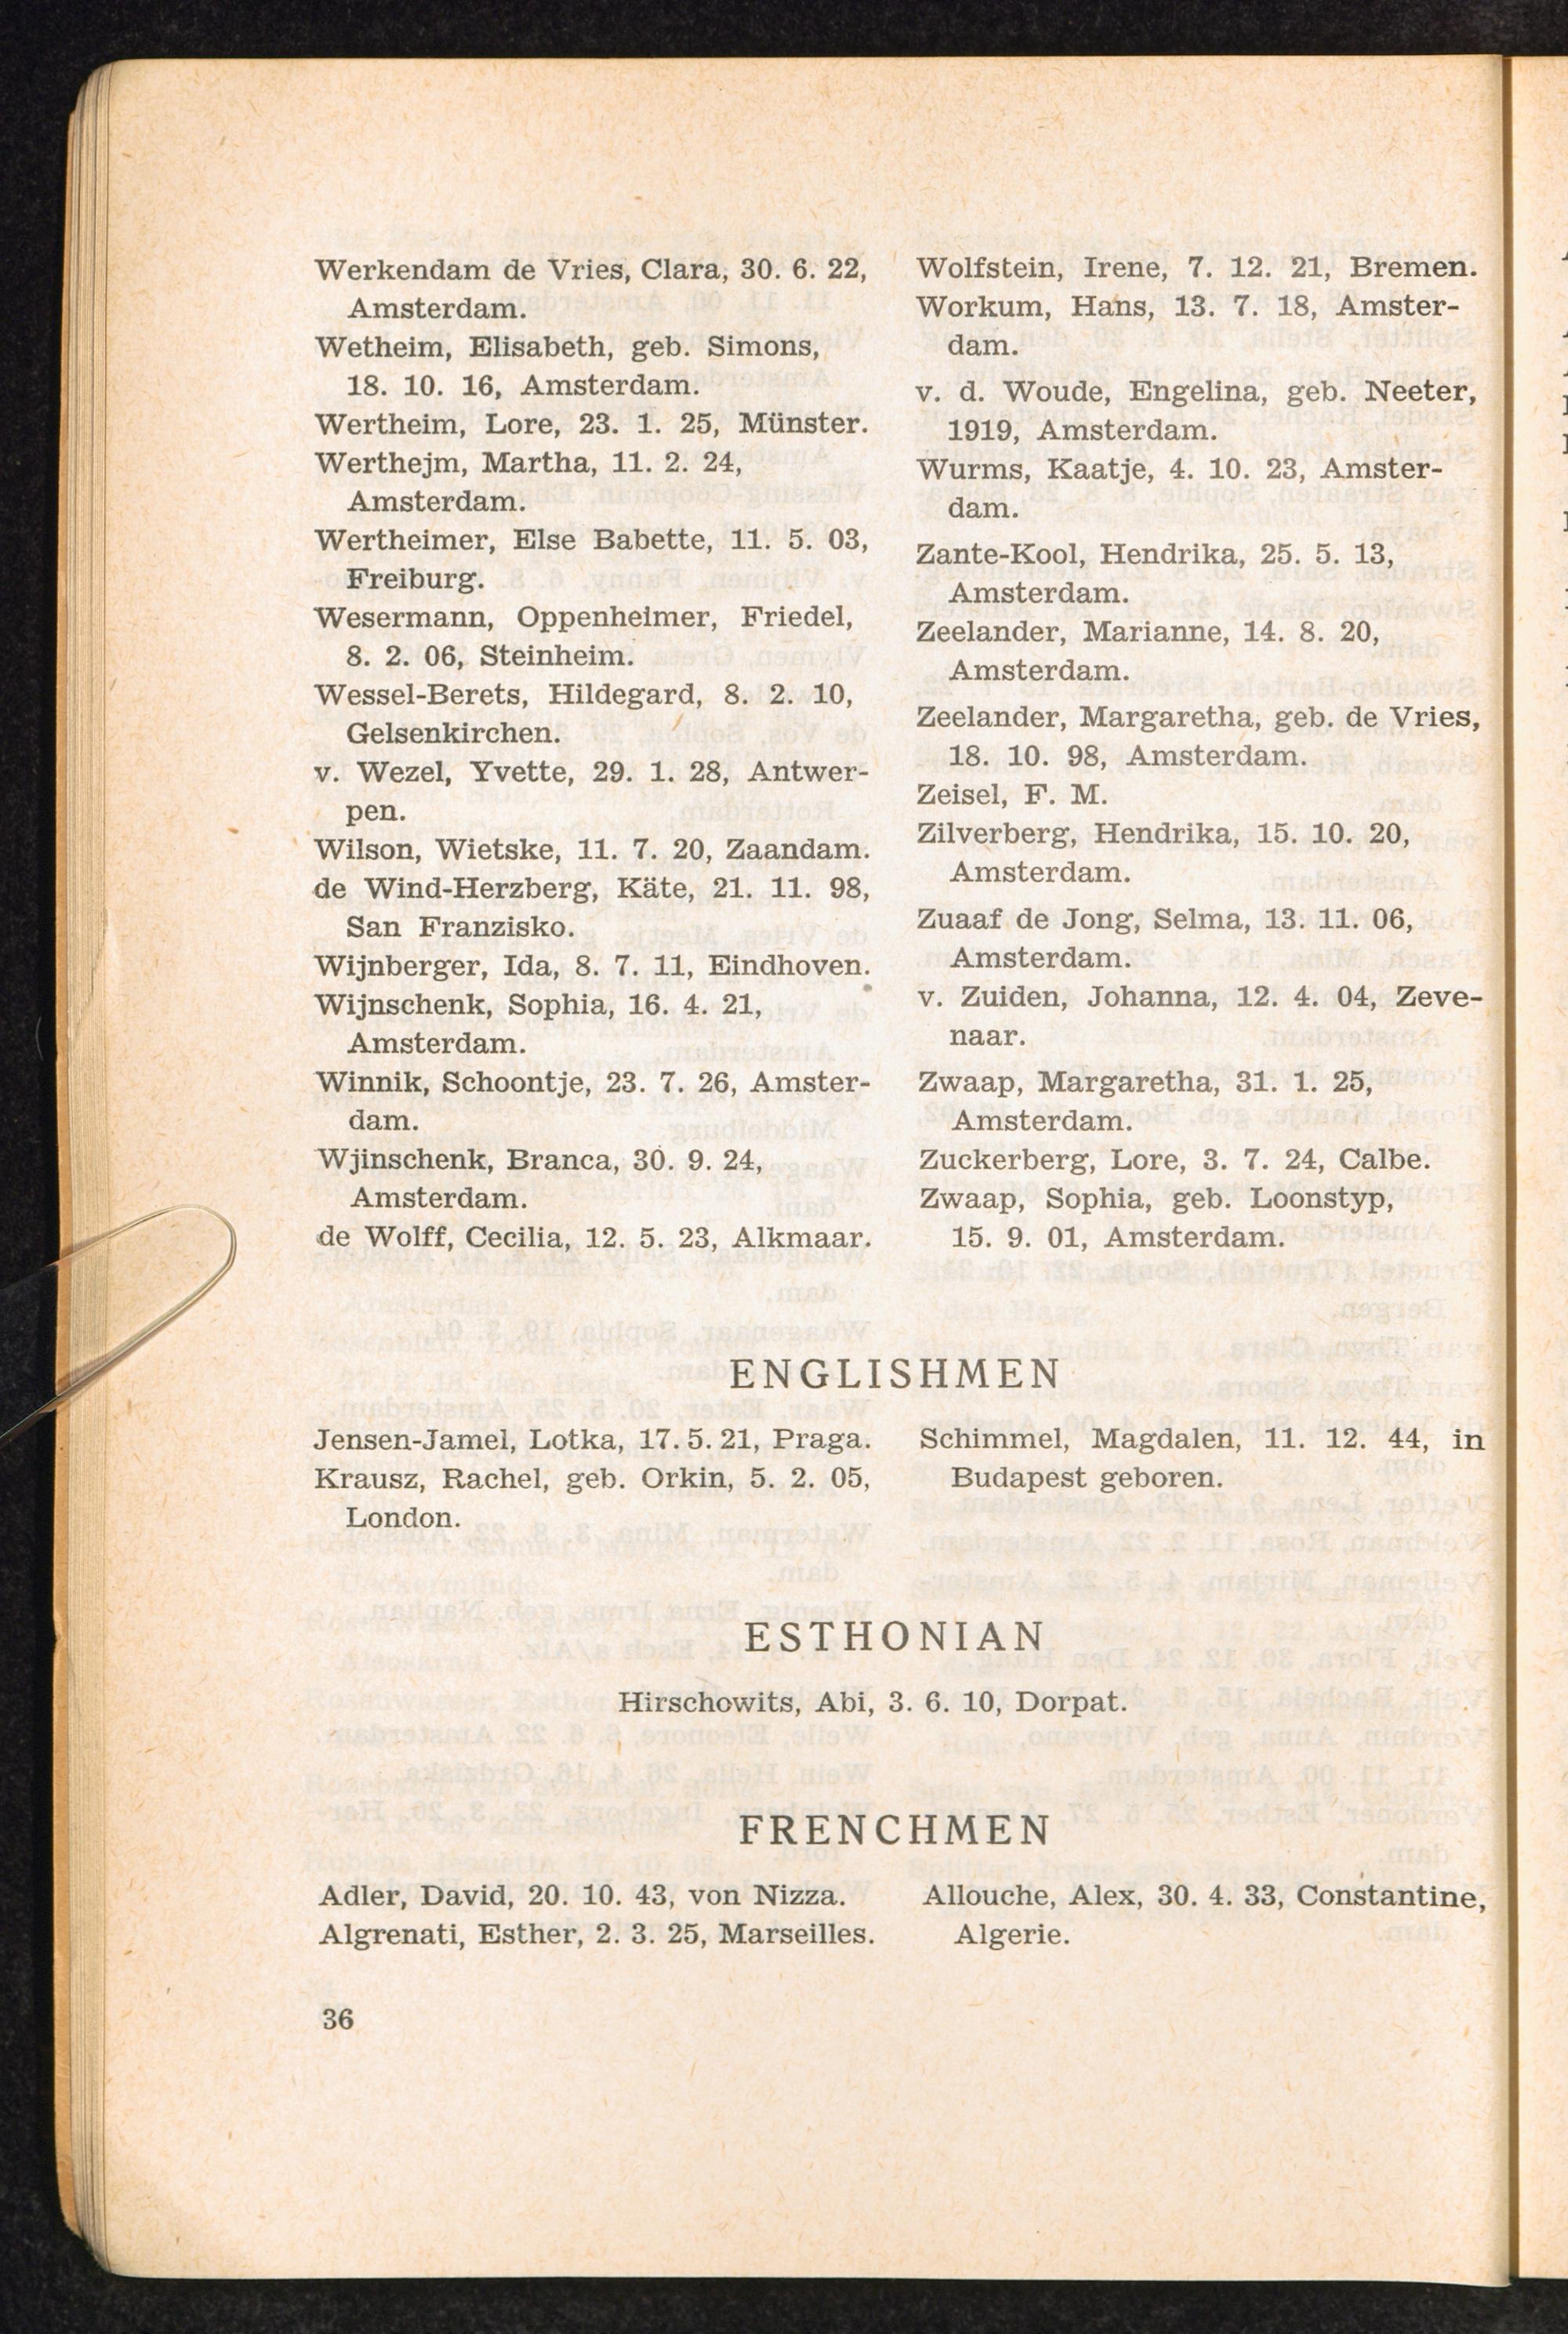 Werkendam de Vries, Clara, 30. 6. 22,
Amsterdam.
Wetheim, Elisabeth, geb. Simons,
18. 10. 16, Amsterdam.
Wertheim, Lore, 23. 1. 25, Münster.
Werthejm, Martha, 11. 2. 24,
Amsterdam.
Wertheimer, Else Babette, 11. 5. 03,
Freiburg.
Wesermann, Oppenheimer, Friedel,
8. 2. 06, Steinheim.
Wessel-Berets, Hildegard, 8. 2. 10,
Gelsenkirchen.
v. Wezel, Yvette, 29. 1. 28, Antwer-
pen.
Wilson, Wietske, 11. 7. 20, Zaandam.
de Wind-Herzberg, Käte, 21. 11. 98,
San Franzisko.
Wijnberger, Ida, 8. 7. 11, Eindhoven.
Wijnschenk, Sophia, 16. 4. 21,
Amsterdam.
Winnik, Schoontje, 23. 7. 26, Amster-
dam.
Wjinschenk, Branca, 30. 9. 24,
Amsterdam.
de Wolff, Cecilia, 12. 5. 23, Alkmaar.
Wolfstein, Irene, 7. 12. 21, Bremen.
Workum, Hans, 13. 7. 18, Amster-
dam.
v. d. Woude, Engelina, geb. Neeter,
1919, Amsterdam.
Wurms, Kaatje, 4. 10. 23, Amster-
dam.
Zante-Kool, Hendrika, 25. 5. 13,
Amsterdam.
Zeelander, Marianne, 14. 8. 20,
Amsterdam.
Zeelander, Margaretha, geb. de Vries,
18. 10. 98, Amsterdam.
Zeisel, F. M.
Zilverberg, Hendrika, 15. 10. 20,
Amsterdam.
Zuaaf de Jong, Selma, 13. 11. 06,
Amsterdam.
v. Zuiden, Johanna, 12. 4. 04, Zeve-
naar.
Zwaap, Margaretha, 31. 1. 25,
Amsterdam.
Zuckerberg, Lore, 3. 7. 24, Calbe.
Zwaap, Sophia, geb. Loonstyp,
15. 9. 01, Amsterdam.
ENGLISHMEN
Jensen-Jamel, Lotka, 17. 5. 21, Praga.
Krausz, Rachel, geb. Orkin, 5. 2. 05,
London.
Schimmel, Magdalen, 11. 12. 44, in
Budapest geboren.
ESTHONIAN
Hirschowits, Abi, 3. 6. 10, Dorpat.
FRENCHMEN
Adler, David, 20. 10. 43, von Nizza.
Algrenati, Esther, 2. 3. 25, Marseilles.
Allouche, Alex, 30. 4. 33, Constantine,
Algerie.
36